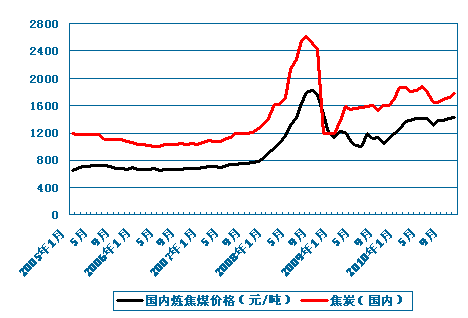 2800
2400
2000
1600
1200
800
400
0
2005年1月
5月
9月
2006年1月
5月
9月
2007年1月
5月
9月
2008年1月
5月
9月
2009年1月
5月
9月
2010年1月
5月
9月
国内炼焦煤价格（元/吨）
焦炭（国内）